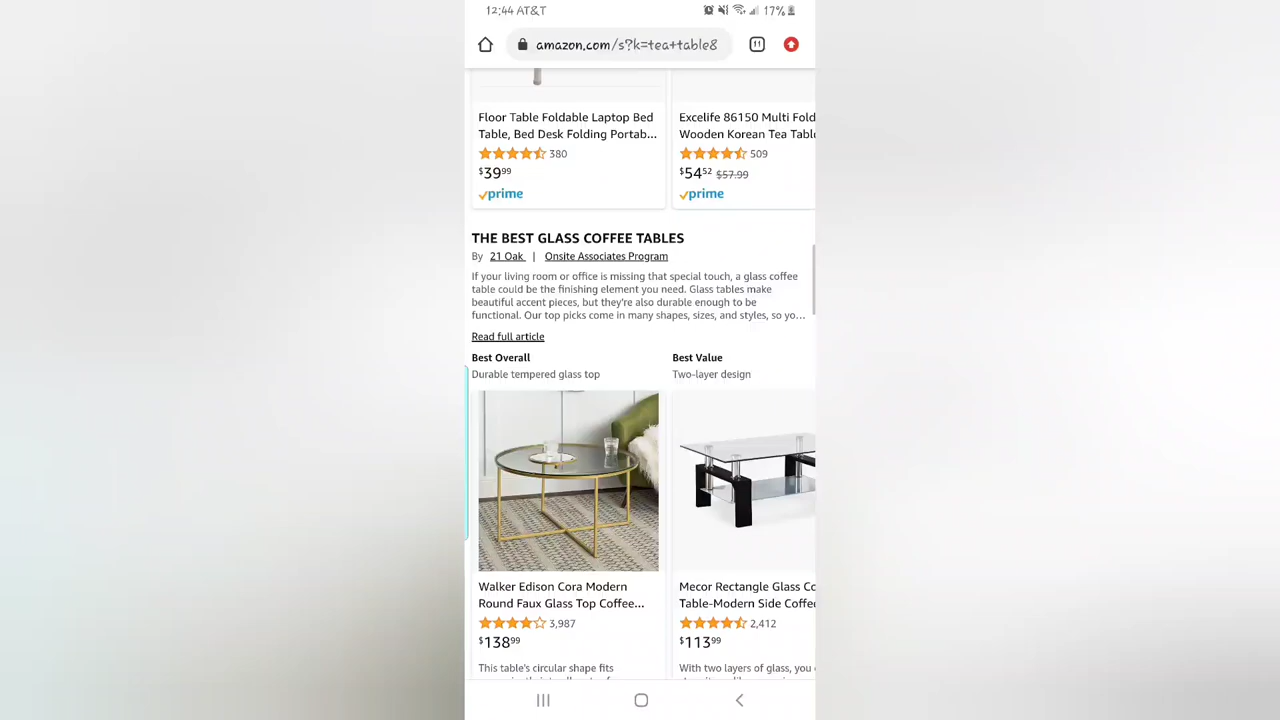 12:44 AT&T
17%
amazon.com/s?k=tea+table&
11
Floor Table Foldable Laptop Bed
Table, Bed Desk Folding Portab...
380
$39.99
prime
Excelife 86150 Multi Fold
Wooden Korean Tea Tabl
509
$54.52 $57.99
prime
THE BEST GLASS COFFEE TABLES
By 21 Oak | Onsite Associates Program
If your living room or office is missing that special touch, a glass coffee
table could be the finishing element you need. Glass tables make
beautiful accent pieces, but they're also durable enough to be
functional. Our top picks come in many shapes, sizes, and styles, so yo...
Read full article
Best Overall
Durable tempered glass top
Walker Edison Cora Modern
Round Faux Glass Top Coffee...
3,987
$138.99
This table's circular shape fits
Best Value
Two-layer design
Mecor Rectangle Glass Co
Table-Modern Side Coffe
2,412
$113.99
With two layers of glass, you